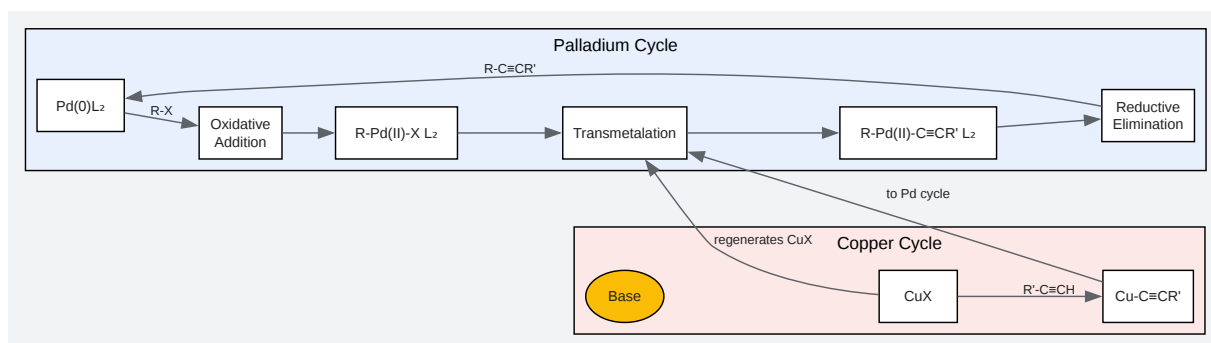 Palladium Cycle
R-C≡CR'
Pd(0)L₂
R-X
Oxidative
Addition
R-Pd(II)-X L₂
Transmetalation
R-Pd(II)-C≡CR' L₂
Reductive
Elimination
to Pd cycle
regenerates CuX
Copper Cycle
Base
CuX
R'-C≡CH
Cu-C≡CR'